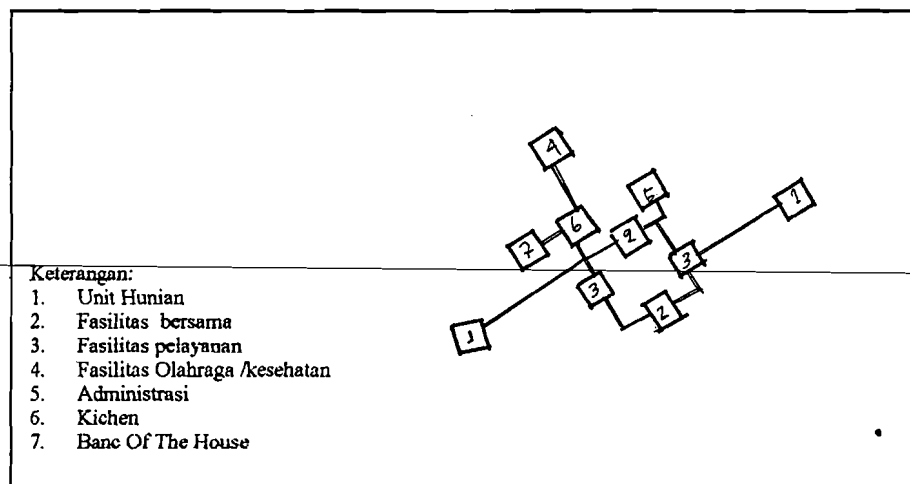 4
5
1
6
2
7
3
3
2
1
Keterangan:
1. Unit Hunian
2. Fasilitas bersama
3. Fasilitas pelayanan
4. Fasilitas Olahraga /kesehatan
5. Administrasi
6. Kichen
7. Banc Of The House